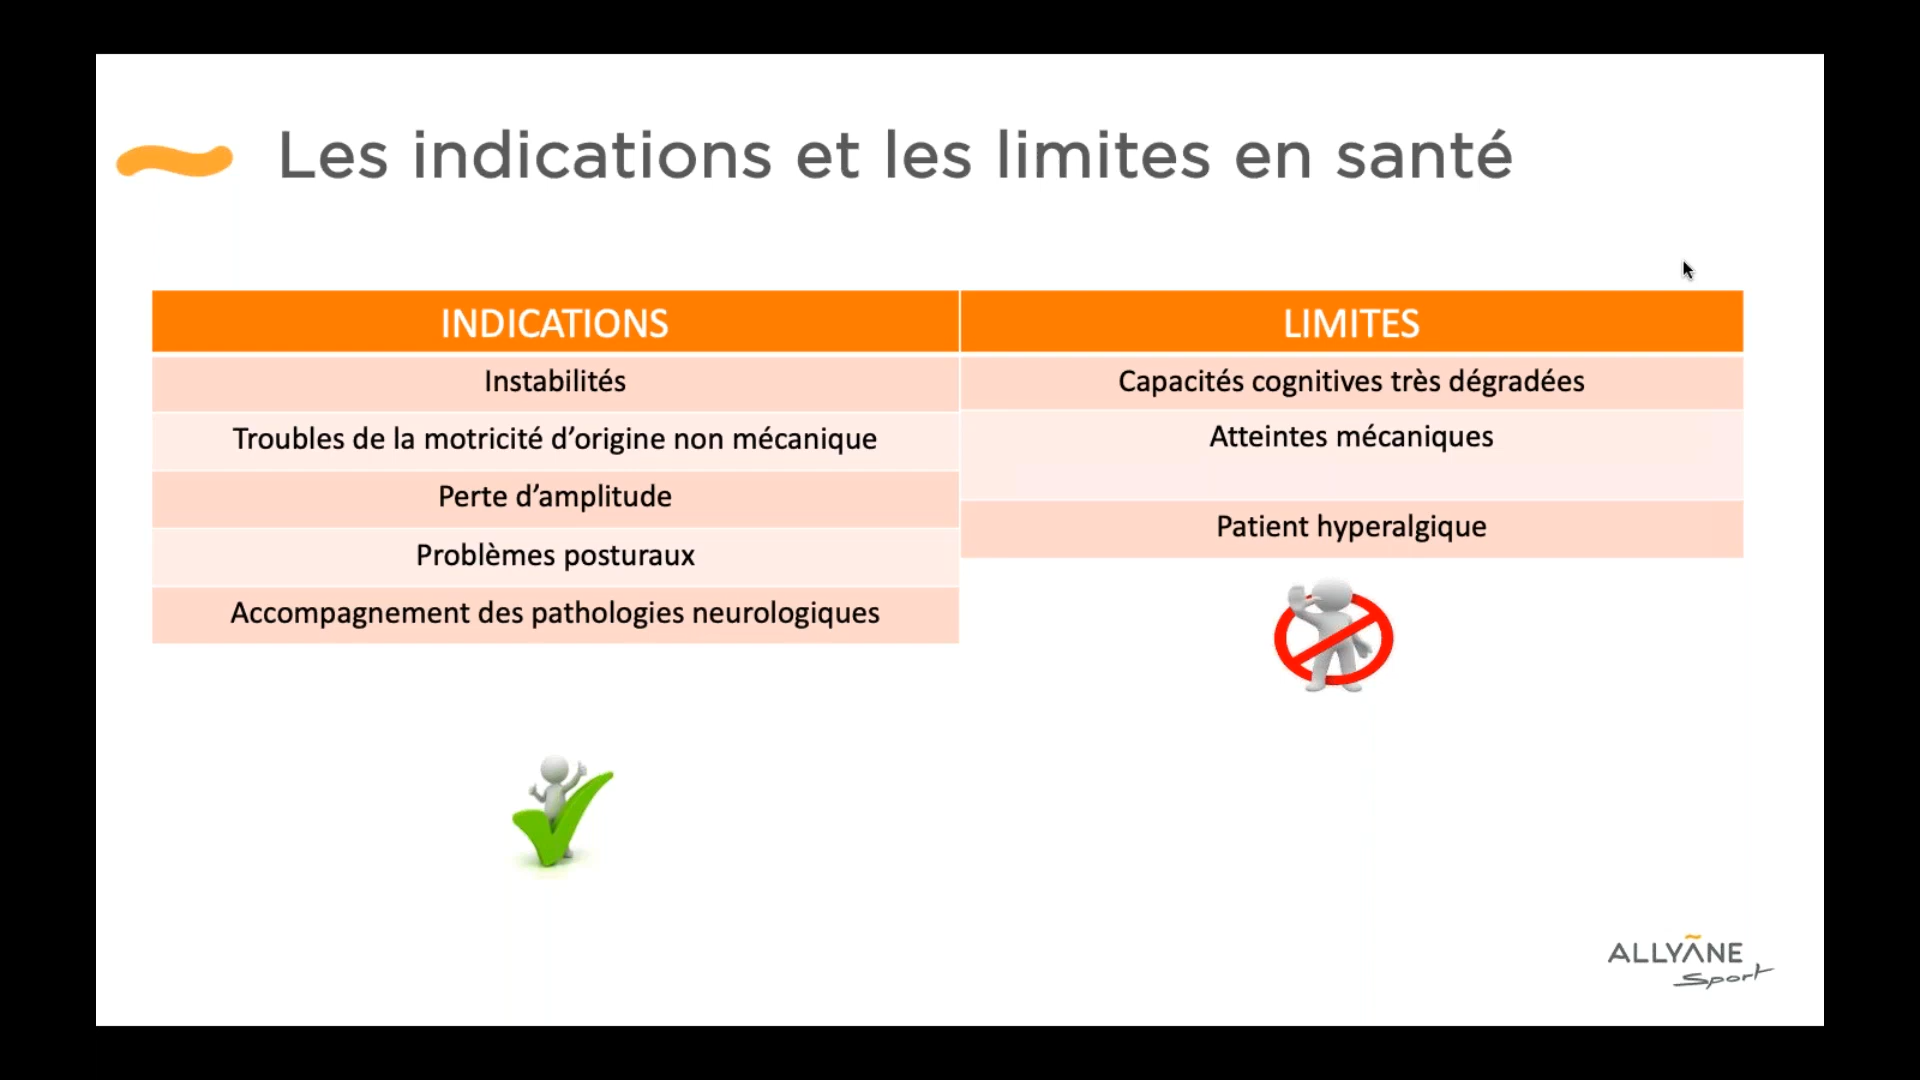 Les indications et les limites en santé
INDICATIONS
Instabilités
Troubles de la motricité d’origine non mécanique
Perte d’amplitude
Problèmes posturaux
Accompagnement des pathologies neurologiques
LIMITES
Capacités cognitives très dégradées
Atteintes mécaniques
Patient hyperalgique
ALLYANE
Sport